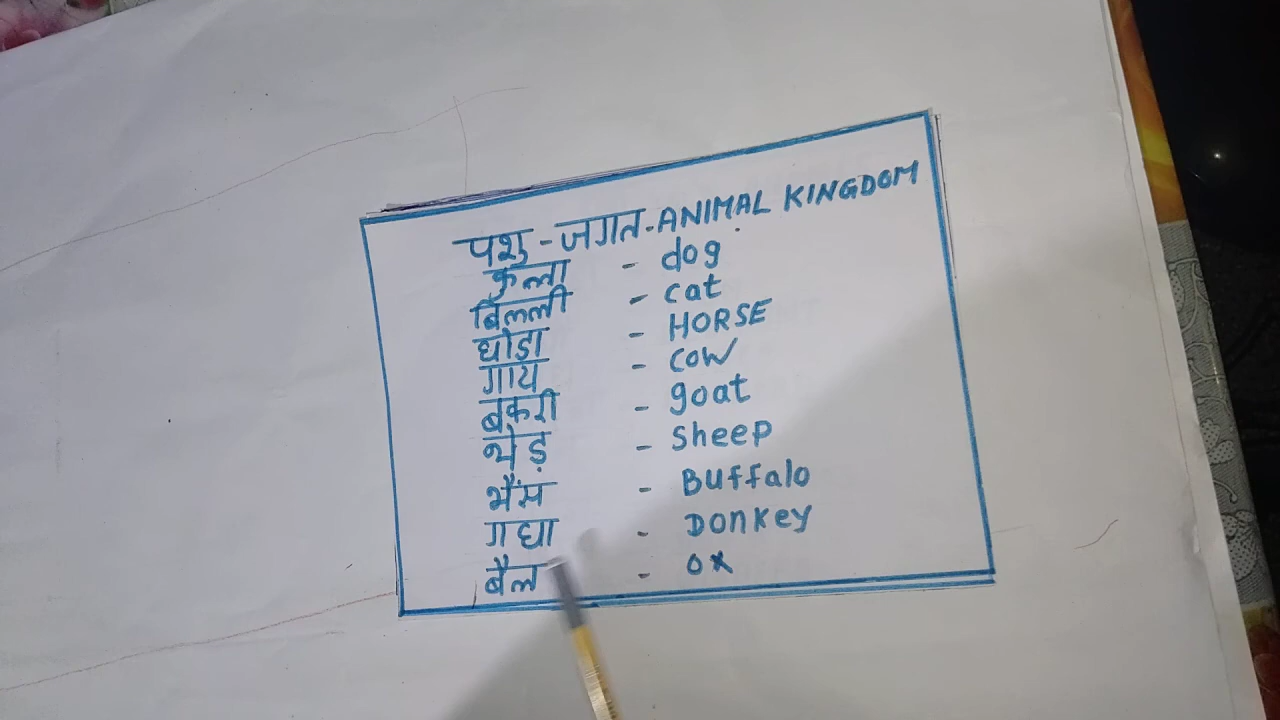 पशु-जगत-ANIMAL KINGDOM
कुत्ता - dog
बिल्ली - cat
घोड़ा - HORSE
गाय - COW
बकरी - goat
भेड़ - Sheep
भैंस - Buffalo
गधा - Donkey
बैल - OX